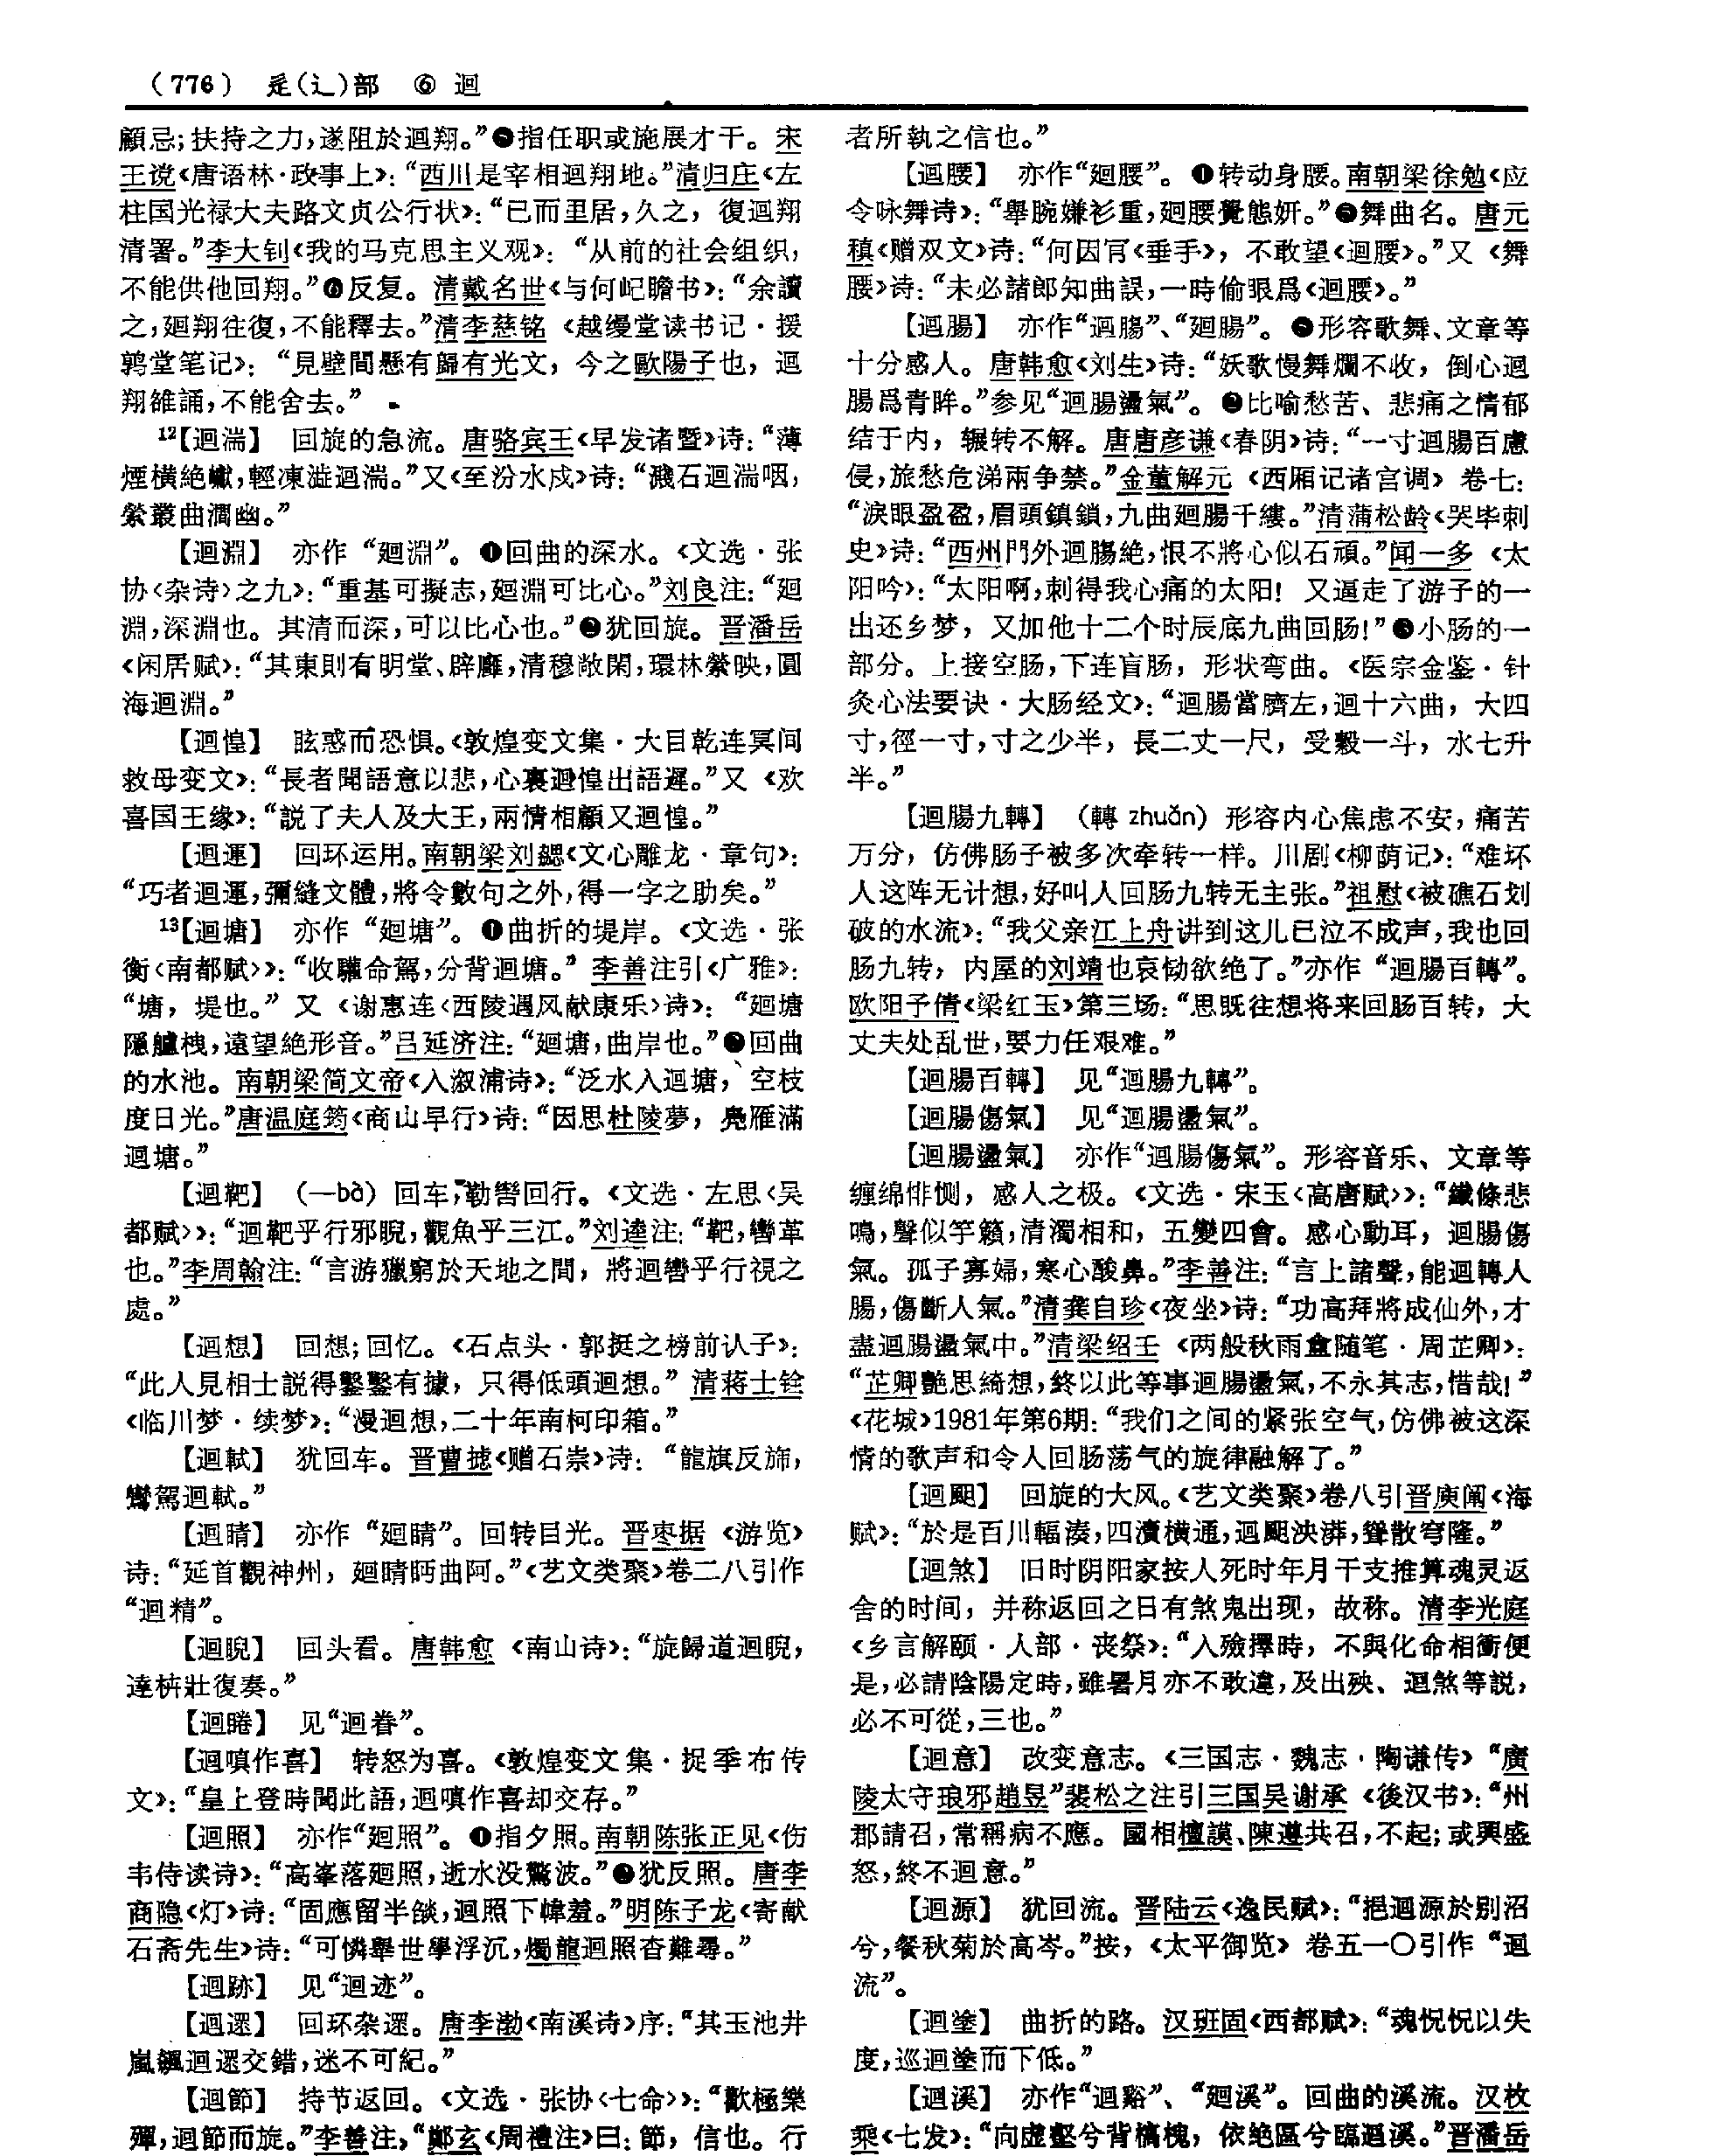 （776）　辵(辶)部　⑥　迴
顧忌；扶持之力，遂阻於迴翔。”❺指任职或施展才干。宋
王谠《唐语林·政事上》：“西川是宰相迴翔地。”清归庄《左
柱国光禄大夫路文贞公行状》：“已而里居，久之，復迴翔
清署。”李大钊《我的马克思主义观》：“从前的社会组织，
不能供他回翔。”❻反复。清戴名世《与何屺瞻书》：“余讀
之，廻翔往復，不能釋去。”清李慈铭《越缦堂读书记·援
鹑堂笔记》：“見壁間懸有歸有光文，今之歐陽子也，迴
翔雒誦，不能舍去。”
12【迴湍】　回旋的急流。唐骆宾王《早发诸暨》诗：“薄
煙橫絶巘，輕凍澁迴湍。”又《至汾水戍》诗：“濺石迴湍咽，
縈叢曲澗幽。”
【迴淵】　亦作“廻淵”。❶回曲的深水。《文选·张
协〈杂诗〉之九》：“重基可擬志，廻淵可比心。”刘良注：“廻
淵，深淵也。其清而深，可以比心也。”❷犹回旋。晋潘岳
《闲居赋》：“其東則有明堂、辟廱，清穆敞閑，環林縈映，圓
海迴淵。”
【迴惶】　眩惑而恐惧。《敦煌变文集·大目乾连冥间
救母变文》：“長者聞語意以悲，心裏迴惶出語遲。”又《欢
喜国王缘》：“説了夫人及大王，兩情相顧又迴惶。”
【迴運】　回环运用。南朝梁刘勰《文心雕龙·章句》：
“巧者迴運，彌縫文體，將令數句之外，得一字之助矣。”
13【迴塘】　亦作“廻塘”。❶曲折的堤岸。《文选·张
衡〈南都赋〉》：“收驩命駕，分背迴塘。”李善注引《广雅》：
“塘，堤也。”又《谢惠连〈西陵遇风献康乐〉诗》：“廻塘
隱艫栧，遠望絶形音。”吕延济注：“廻塘，曲岸也。”❷回曲
的水池。南朝梁简文帝《入溆浦诗》：“泛水入迴塘，空枝
度日光。”唐温庭筠《商山早行》诗：“因思杜陵夢，鳧雁滿
迴塘。”
【迴靶】　（—bà）回车，勒辔回行。《文选·左思〈吴
都赋〉》：“迴靶乎行邪睨，觀魚乎三江。”刘逵注：“靶，轡革
也。”李周翰注：“言游獵窮於天地之間，將迴轡乎行視之
處。”
【迴想】　回想；回忆。《石点头·郭挺之榜前认子》：
“此人見相士説得鑿鑿有據，只得低頭迴想。”清蒋士铨
《临川梦·续梦》：“漫迴想，二十年南柯印箱。”
【迴軾】　犹回车。晋曹摅《赠石崇》诗：“龍旗反旆，
鸞駕迴軾。”
【迴睛】　亦作“廻睛”。回转目光。晋枣据《游览》
诗：“延首觀神州，廻睛眄曲阿。”《艺文类聚》卷二八引作
“迴精”。
【迴睨】　回头看。唐韩愈《南山诗》：“旋歸道迴睨，
達枿壯復奏。”
【迴睠】　见“迴眷”。
【迴嗔作喜】　转怒为喜。《敦煌变文集·捉季布传
文》：“皇上登時聞此語，迴嗔作喜却交存。”
【迴照】　亦作“廻照”。❶指夕照。南朝陈张正见《伤
韦侍读诗》：“高峯落廻照，逝水没驚波。”❷犹反照。唐李
商隐《灯》诗：“固應留半燄，迴照下幃羞。”明陈子龙《寄献
石斋先生》诗：“可憐舉世學浮沉，燭龍迴照杳難尋。”
【迴跡】　见“迴迹”。
【迴遝】　回环杂遝。唐李渤《南溪诗》序：“其玉池井
嵐飊迴遝交錯，迷不可紀。”
【迴節】　持节返回。《文选·张协〈七命〉》：“歡極樂
殫，迴節而旋。”李善注：“鄭玄《周禮注》曰：節，信也。行
者所執之信也。”
【迴腰】　亦作“廻腰”。❶转动身腰。南朝梁徐勉《应
令咏舞诗》：“舉腕嫌衫重，廻腰覺態妍。”❷舞曲名。唐元
稹《赠双文》诗：“何因肎《垂手》，不敢望《迴腰》。”又《舞
腰》诗：“未必諸郎知曲誤，一時偷眼爲《迴腰》。”
【迴腸】　亦作“迴膓”、“廻腸”。❶形容歌舞、文章等
十分感人。唐韩愈《刘生》诗：“妖歌慢舞爛不收，倒心迴
腸爲青眸。”参见“迴腸盪氣”。❷比喻愁苦、悲痛之情郁
结于内，辗转不解。唐唐彦谦《春阴》诗：“一寸迴腸百慮
侵，旅愁危涕兩争禁。”金董解元《西厢记诸宫调》卷七：
“淚眼盈盈，眉頭鎮鎖，九曲廻腸千縷。”清蒲松龄《哭毕刺
史》诗：“西州門外迴膓絶，恨不將心似石頑。”闻一多《太
阳吟》：“太阳啊，刺得我心痛的太阳！又逼走了游子的一
出还乡梦，又加他十二个时辰底九曲回肠！”❸小肠的一
部分。上接空肠，下连盲肠，形状弯曲。《医宗金鉴·针
灸心法要诀·大肠经文》：“迴腸當臍左，迴十六曲，大四
寸，徑一寸，寸之少半，長二丈一尺，受穀一斗，水七升
半。”
【迴腸九轉】　（轉 zhuǎn）形容内心焦虑不安，痛苦
万分，仿佛肠子被多次牵转一样。川剧《柳荫记》：“难坏
人这阵无计想，好叫人回肠九转无主张。”祖慰《被礁石划
破的水流》：“我父亲江上舟讲到这儿已泣不成声，我也回
肠九转，内屋的刘靖也哀恸欲绝了。”亦作“迴腸百轉”。
欧阳予倩《梁红玉》第三场：“思既往想将来回肠百转，大
丈夫处乱世，要力任艰难。”
【迴腸百轉】　见“迴腸九轉”。
【迴腸傷氣】　见“迴腸盪氣”。
【迴腸盪氣】　亦作“迴腸傷氣”。形容音乐、文章等
缠绵悱恻，感人之极。《文选·宋玉〈高唐赋〉》：“纖條悲
鳴，聲似竽籟，清濁相和，五變四會。感心動耳，迴腸傷
氣。孤子寡婦，寒心酸鼻。”李善注：“言上諸聲，能迴轉人
腸，傷斷人氣。”清龚自珍《夜坐》诗：“功高拜將成仙外，才
盡迴腸盪氣中。”清梁绍壬《两般秋雨盦随笔·周芷卿》：
“芷卿艷思綺想，終以此等事迴腸盪氣，不永其志，惜哉！”
《花城》1981年第6期：“我们之间的紧张空气，仿佛被这深
情的歌声和令人回肠荡气的旋律融解了。”
【迴颶】　回旋的大风。《艺文类聚》卷八引晋庾阐《海
赋》：“於是百川輻湊，四瀆横通，迴颶泱漭，聳散穹隆。”
【迴煞】　旧时阴阳家按人死时年月干支推算魂灵返
舍的时间，并称返回之日有煞鬼出现，故称。清李光庭
《乡言解颐·人部·丧祭》：“入殮擇時，不與化命相衝便
是，必請陰陽定時，雖暑月亦不敢違，及出殃、迴煞等説，
必不可從，三也。”
【迴意】　改变意志。《三国志·魏志·陶谦传》“廣
陵太守琅邪趙昱”裴松之注引三国吴谢承《後汉书》：“州
郡請召，常稱病不應。國相檀謨、陳遵共召，不起；或興盛
怒，終不迴意。”
【迴源】　犹回流。晋陆云《逸民赋》：“挹迴源於别沼
兮，餐秋菊於高岑。”按，《太平御览》卷五一〇引作“迴
流”。
【迴塗】　曲折的路。汉班固《西都赋》：“魂怳怳以失
度，巡迴塗而下低。”
【迴溪】　亦作“迴谿”、“廻溪”。回曲的溪流。汉枚
乘《七发》：“向虚壑兮背槁槐，依絶區兮臨迴溪。”晋潘岳